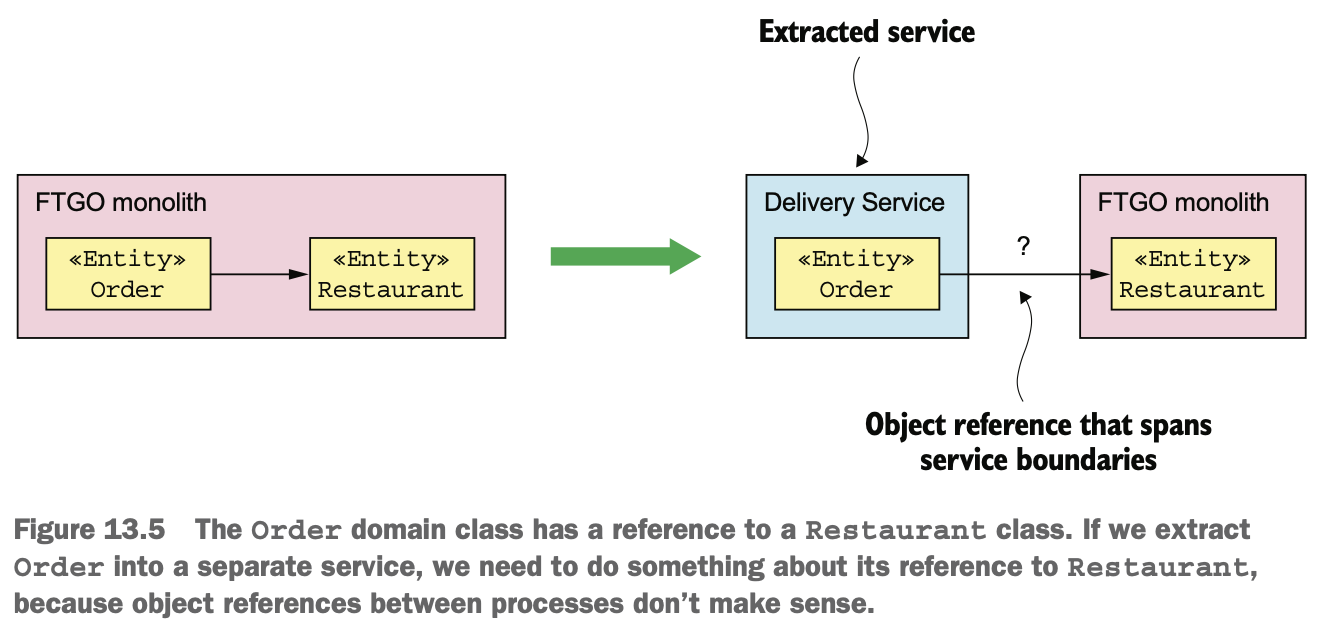 Extracted service
FTGO monolith
«Entity»
Order
«Entity»
Restaurant
Delivery Service
«Entity»
Order
?
FTGO monolith
«Entity»
Restaurant
Object reference that spans
service boundaries
Figure 13.5 The Order domain class has a reference to a Restaurant class. If we extract
Order into a separate service, we need to do something about its reference to Restaurant,
because object references between processes don't make sense.